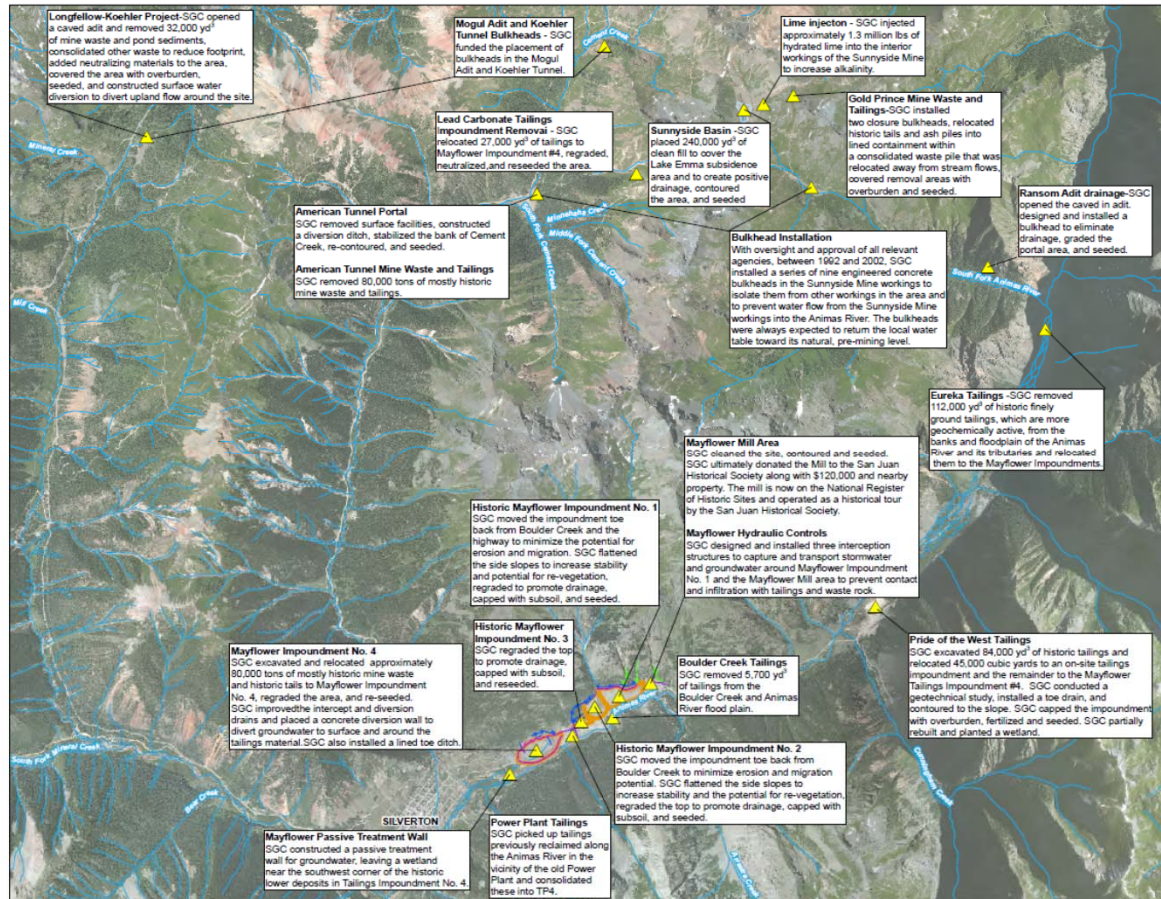 Longfellow-Koehler Project-SGC opened
a caved adit and removed 32,000 yd³
of mine waste and pond sediments,
consolidated other waste to reduce footprint,
added neutralizing materials to the area,
covered the area with overburden,
seeded, and constructed surface water
diversion to divert upland flow around the site.
Mogul Adit and Koehler
Tunnel Bulkheads - SGC
funded the placement of
bulkheads in the Mogul
Adit and Koehler Tunnel.
Cement Creek
Lime injecton - SGC injected
approximately 1.3 million lbs of
hydrated lime into the interior
workings of the Sunnyside Mine
to increase alkalinity.
Gold Prince Mine Waste and
Tailings-SGC installed
two closure bulkheads, relocated
historic tails and ash piles into
lined containment within
a consolidated waste pile that was
relocated away from stream flows,
covered removal areas with
overburden and seeded.
Lead Carbonate Tailings
Impoundment Removal - SGC
relocated 27,000 yd³ of tailings to
Mayflower Impoundment #4, regraded,
neutralized,and reseeded the area.
Sunnyside Basin -SGC
placed 240,000 yd³ of
clean fill to cover the
Lake Emma subsidence
area and to create positive
drainage, contoured
the area, and seeded
Mineral Creek
Ransom Adit drainage-SGC
opened the caved in adit.
designed and installed a
bulkhead to eliminate
drainage, graded the
portal area, and seeded.
American Tunnel Portal
SGC removed surface facilities, constructed
a diversion ditch, stabilized the bank of Cement
Creek, re-contoured, and seeded.
American Tunnel Mine Waste and Tailings
SGC removed 80,000 tons of mostly historic
mine waste and tailings.
South Fork Cement Creek
Minnehaha Creek
Middle Fork Cement Creek
Bulkhead Installation
With oversight and approval of all relevant
agencies, between 1992 and 2002, SGC
installed a series of nine engineered concrete
bulkheads in the Sunnyside Mine workings to
isolate them from other workings in the area and
to prevent water flow from the Sunnyside Mine
workings into the Animas River. The bulkheads
were always expected to return the local water
table toward its natural, pre-mining level.
South Fork Animas River
Mill Creek
Eureka Tailings -SGC removed
112,000 yd³ of historic finely
ground tailings, which are more
geochemically active, from the
banks and floodplain of the Animas
River and its tributaries and relocated
them to the Mayflower Impoundments.
Mayflower Mill Area
SGC cleaned the site, contoured and seeded.
SGC ultimately donated the Mill to the San Juan
Historical Society along with $120,000 and nearby
property. The mill is now on the National Register
of Historic Sites and operated as a historical tour
by the San Juan Historical Society.
Mayflower Hydraulic Controls
SGC designed and installed three interception
structures to capture and transport stormwater
and groundwater around Mayflower Impoundment
No. 1 and the Mayflower Mill area to prevent contact
and infiltration with tailings and waste rock.
Historic Mayflower Impoundment No. 1
SGC moved the impoundment toe
back from Boulder Creek and the
highway to minimize the potential for
erosion and migration. SGC flattened
the side slopes to increase stability
and potential for re-vegetation,
regraded to promote drainage,
capped with subsoil, and seeded.
Historic Mayflower
Impoundment No. 3
SGC regraded the top
to promote drainage,
capped with subsoil,
and reseeded.
Mayflower Impoundment No. 4
SGC excavated and relocated approximately
80,000 tons of mostly historic mine waste
and historic tails to Mayflower Impoundment
No. 4, regraded the area, and re-seeded.
SGC improvedthe intercept and diversion
drains and placed a concrete diversion wall to
divert groundwater to surface and around the
tailings material.SGC also installed a lined toe ditch.
Boulder Creek Tailings
SGC removed 5,700 yd³
of tailings from the
Boulder Creek and Animas
River flood plain.
Pride of the West Tailings
SGC excavated 84,000 yd³ of historic tailings and
relocated 45,000 cubic yards to an on-site tailings
impoundment and the remainder to the Mayflower
Tailings Impoundment #4. SGC conducted a
geotechnical study, installed a toe drain, and
contoured to the slope. SGC capped the impoundment
with overburden, fertilized and seeded. SGC partially
rebuilt and planted a wetland.
Historic Mayflower Impoundment No. 2
SGC moved the impoundment toe back from
Boulder Creek to minimize erosion and migration
potential. SGC flattened the side slopes to
increase stability and the potential for re-vegetation,
regraded the top to promote drainage, capped with
subsoil, and seeded.
South Fork Mineral Creek
Bear Creek
Cunningham Creek
SILVERTON
Mayflower Passive Treatment Wall
SGC constructed a passive treatment
wall for groundwater, leaving a wetland
near the southwest corner of the historic
lower deposits in Tailings Impoundment No. 4.
Power Plant Tailings
SGC picked up tailings
previously reclaimed along
the Animas River in the
vicinity of the old Power
Plant and consolidated
these into TP4.